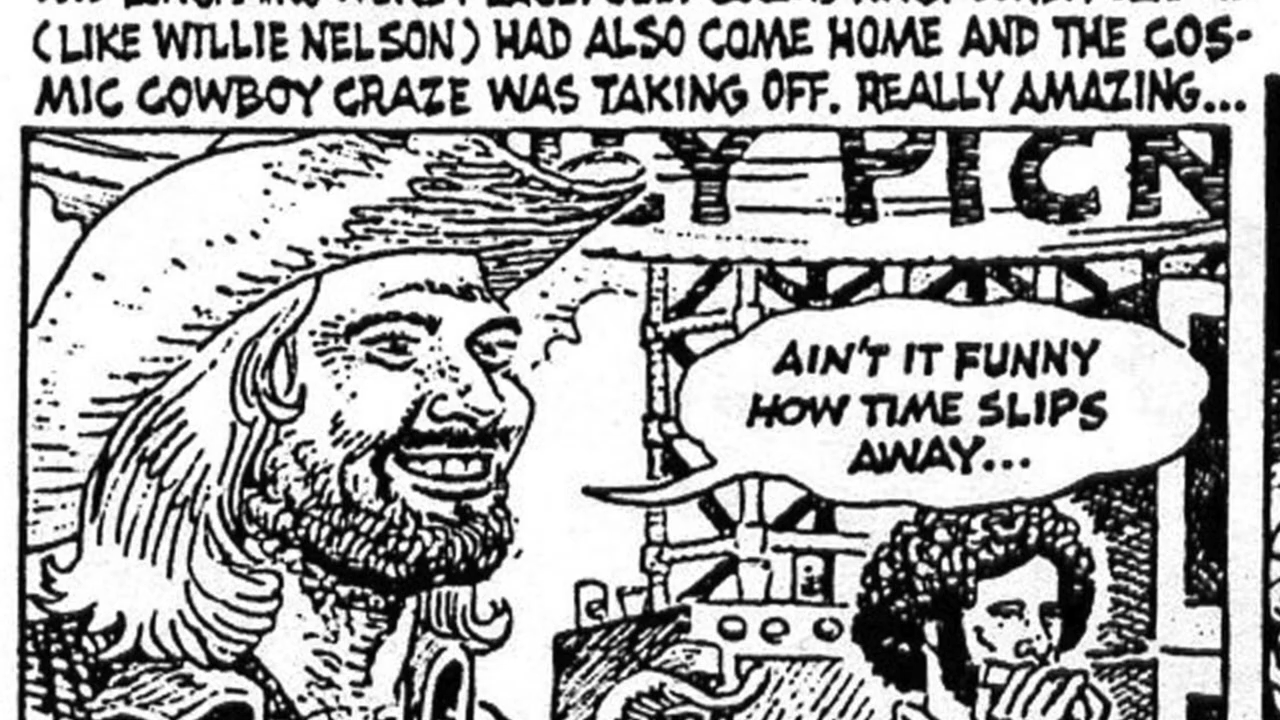 (LIKE WILLIE NELSON) HAD ALSO COME HOME AND THE COS-
MIC COWBOY CRAZE WAS TAKING OFF. REALLY AMAZING...
Y PICN
AIN'T IT FUNNY
HOW TIME SLIPS
AWAY...